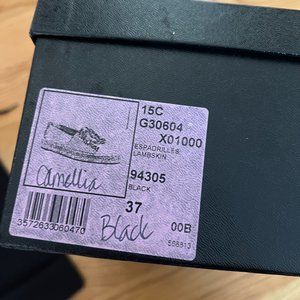 15C
G30604
X01000
ESPADRILLES
LAMBSKIN
Camellia
94305
BLACK
37
00B
3572633060470
Black